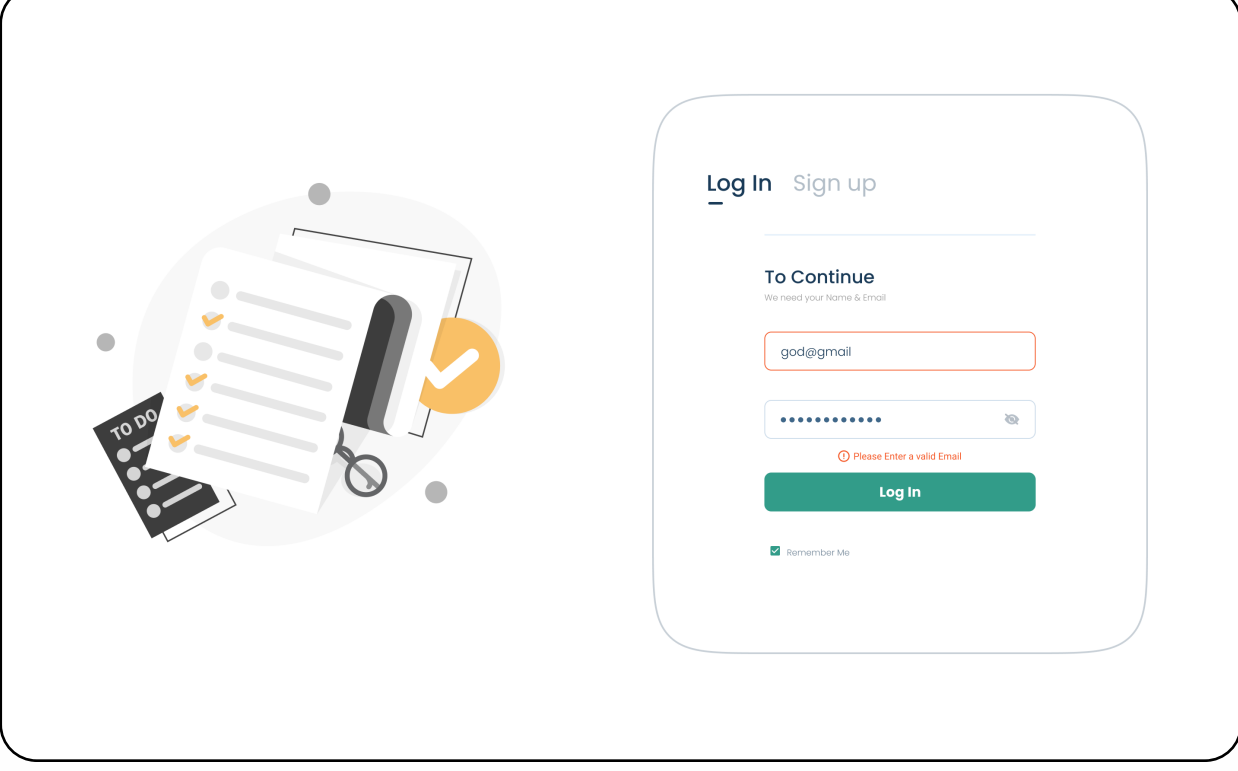 Log In Sign up
To Continue
We need your Name & Email
god@gmail
Please Enter a valid Email
Log In
Remember Me
TO DO